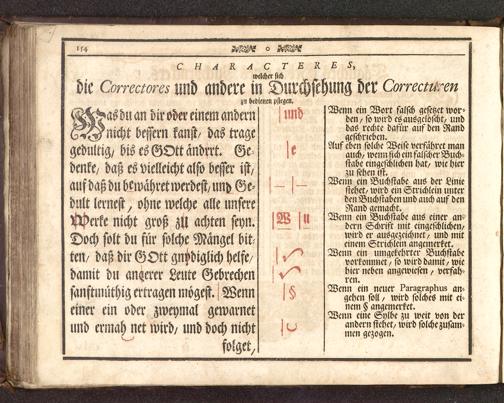 154
CHARACTERES,
welcher sich
die Correctores und andere in Durchsehung der Correcturen
zu bedienen pflegen.
Was du an dir oder einem andern
nicht bessern kanst, das trage
gedultig, bis es GOtt ändrrt. Ge-
denke, daß es vielleicht also besser ist,
auf daß du bewähret werdest, und Ge-
dult lernest, ohne welche alle unsere
Werke nicht groß zu achten seyn.
Doch solt du für solche Mängel bit-
ten, daß dir GOtt gnädiglich helfe,
damit du anderer Leute Gebrechen
sanftmüthig ertragen mögest. Wenn
einer ein oder zweymal gewarnet
und ermah net wird, und doch nicht
folget,
und
e
W u
§
Wenn ein Wort falsch gesetzt wor-
den, so wird es ausgelöscht, und
das rechte dafür auf den Rand
geschrieben.
Auf eben solche Weise verfähret man
auch, wenn sich ein falscher Buch-
stabe eingeschlichen hat, wie hier
zu sehen ist.
Wenn ein Buchstabe aus der Linie
stehet, wird ein Strichlein unter
den Buchstaben und auch auf den
Rand gemacht.
Wenn ein Buchstabe aus einer an-
dern Schrift mit eingeschlichen,
wird er ausgezeichnet, und mit
einem Strichlein angemerket.
Wenn ein umgekehrter Buchstabe
vorkommet, so wird damit, wie
hier neben angewiesen, verfah-
ren.
Wenn ein neuer Paragraphus an-
gehen soll, wird solches mit ei-
nem § angemerket.
Wenn eine Sylbe zu weit von der
andern stehet, wird solche zusam-
men gezogen.